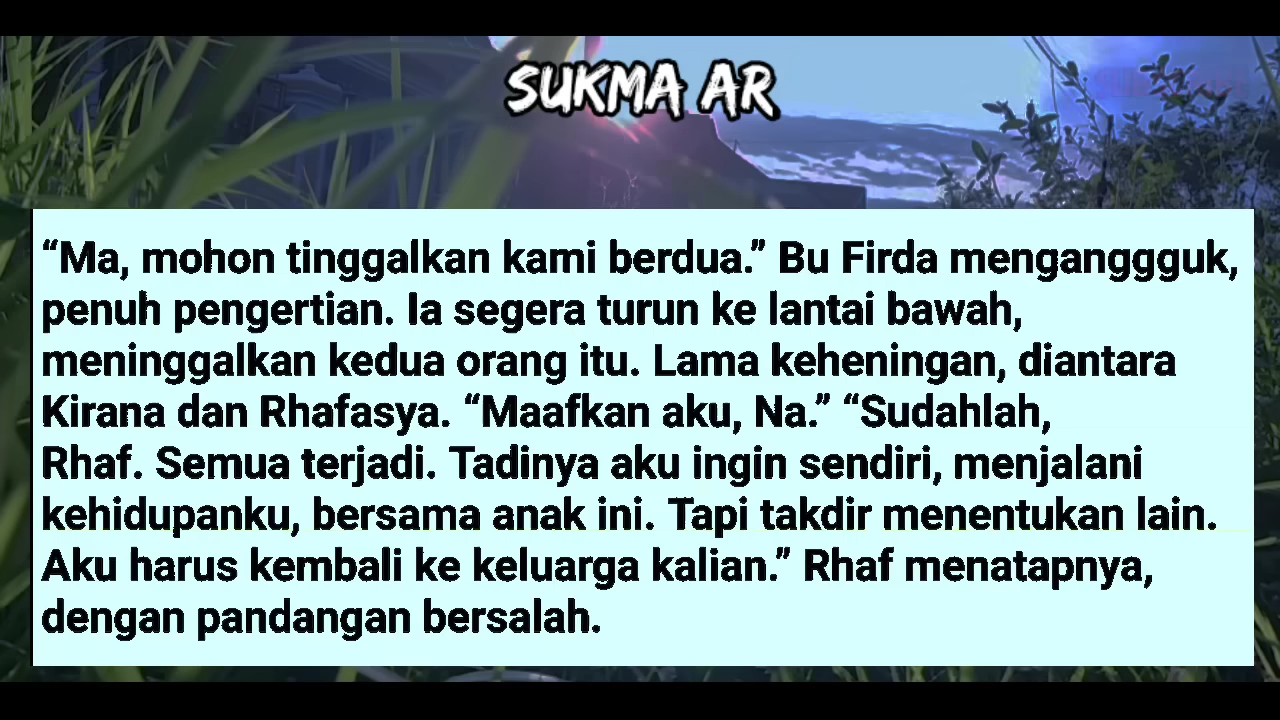 SUKMA AR
“Ma, mohon tinggalkan kami berdua.” Bu Firda menganggguk,
penuh pengertian. Ia segera turun ke lantai bawah,
meninggalkan kedua orang itu. Lama keheningan, diantara
Kirana dan Rhafasya. “Maafkan aku, Na.” “Sudahlah,
Rhaf. Semua terjadi. Tadinya aku ingin sendiri, menjalani
kehidupanku, bersama anak ini. Tapi takdir menentukan lain.
Aku harus kembali ke keluarga kalian.” Rhaf menatapnya,
dengan pandangan bersalah.